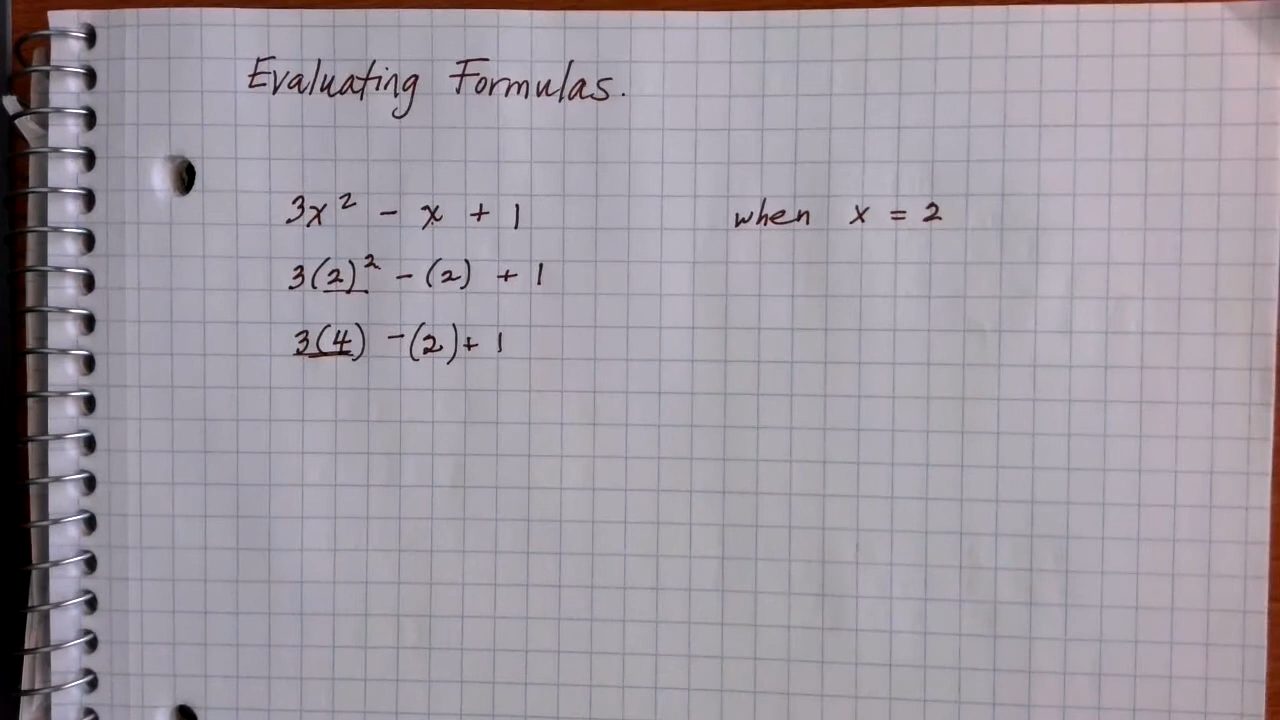 Evaluating Formulas.
3x² - x + 1 when x = 2
3(2)² - (2) + 1
3(4) - (2) + 1